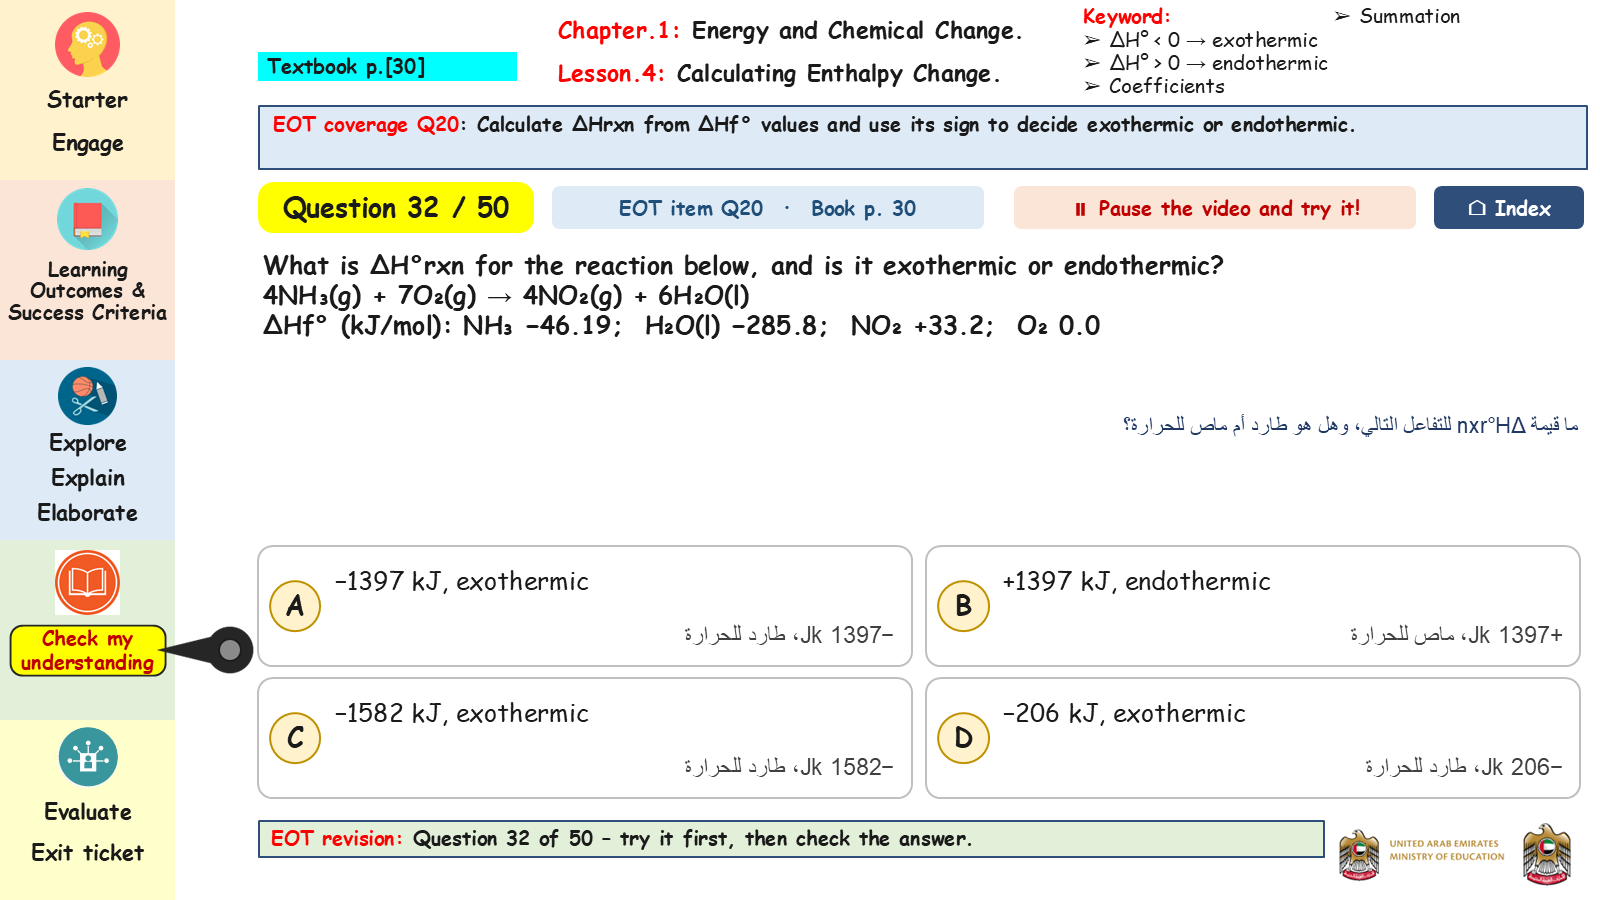 Starter
Engage
Learning
Outcomes &
Success Criteria
Explore
Explain
Elaborate
Check my
understanding
Evaluate
Exit ticket
Textbook p.[30]
Chapter.1: Energy and Chemical Change.
Lesson.4: Calculating Enthalpy Change.
Keyword:
➢ ΔH° < 0 → exothermic
➢ ΔH° > 0 → endothermic
➢ Coefficients
➢ Summation
EOT coverage Q20: Calculate ΔHrxn from ΔHf° values and use its sign to decide exothermic or endothermic.
Question 32 / 50
EOT item Q20 · Book p. 30
⏸ Pause the video and try it!
Index
What is ΔH°rxn for the reaction below, and is it exothermic or endothermic?
4NH₃(g) + 7O₂(g) → 4NO₂(g) + 6H₂O(l)
ΔHf° (kJ/mol): NH₃ −46.19; H₂O(l) −285.8; NO₂ +33.2; O₂ 0.0
ما قيمة nxr°HΔ للتفاعل التالي، وهل هو طارد أم ماص للحرارة؟
A
−1397 kJ, exothermic
−1397 Jk، طارد للحرارة
B
+1397 kJ, endothermic
+1397 Jk، ماص للحرارة
C
−1582 kJ, exothermic
−1582 Jk، طارد للحرارة
D
−206 kJ, exothermic
−206 Jk، طارد للحرارة
EOT revision: Question 32 of 50 – try it first, then check the answer.
UNITED ARAB EMIRATES
MINISTRY OF EDUCATION